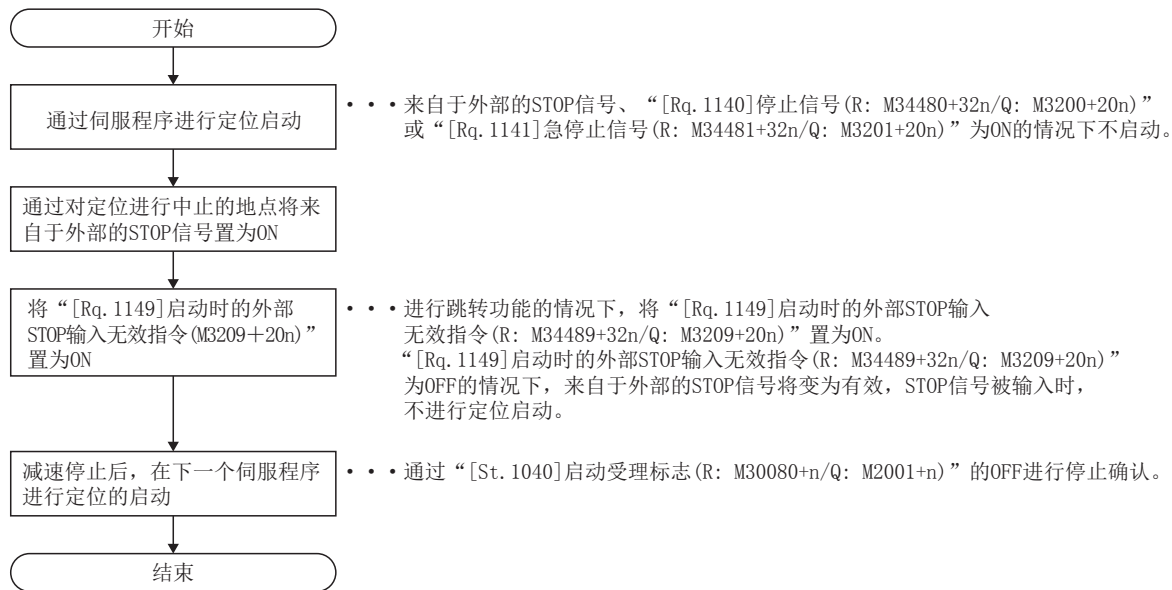 开始
通过伺服程序进行定位启动
・・・来自于外部的STOP信号、“[Rq.1140]停止信号(R: M34480+32n/Q: M3200+20n)”
或“[Rq.1141]急停止信号(R: M34481+32n/Q: M3201+20n)”为ON的情况下不启动。
通过对定位进行中止的地点将来
自于外部的STOP信号置为ON
将“[Rq.1149]启动时的外部
STOP输入无效指令(M3209＋20n)”
置为ON
・・・进行跳转功能的情况下，将“[Rq.1149]启动时的外部STOP输入
无效指令(R: M34489+32n/Q: M3209+20n)”置为ON。
“[Rq.1149]启动时的外部STOP输入无效指令(R: M34489+32n/Q: M3209+20n)”
为OFF的情况下，来自于外部的STOP信号将变为有效，STOP信号被输入时，
不进行定位启动。
减速停止后，在下一个伺服程序
进行定位的启动
・・・通过“[St.1040]启动受理标志(R: M30080+n/Q: M2001+n)”的OFF进行停止确认。
结束